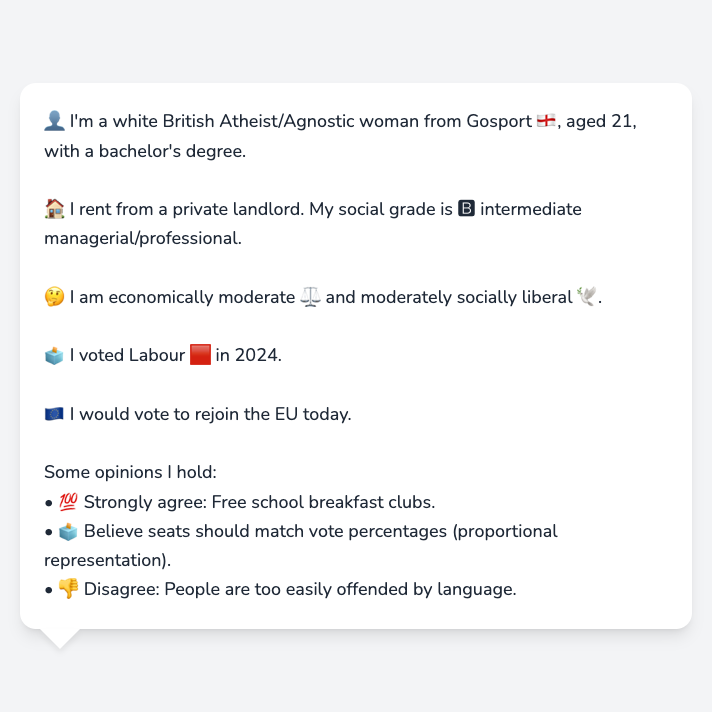 👤 I'm a white British Atheist/Agnostic woman from Gosport 🏴󠁧󠁢󠁥󠁮󠁧󠁿, aged 21,
with a bachelor's degree.
🏠 I rent from a private landlord. My social grade is 🅱 intermediate
managerial/professional.
🤔 I am economically moderate ⚖️ and moderately socially liberal 🕊️.
🗳️ I voted Labour 🟥 in 2024.
🇪🇺 I would vote to rejoin the EU today.
Some opinions I hold:
• 💯 Strongly agree: Free school breakfast clubs.
• 🗳️ Believe seats should match vote percentages (proportional
representation).
• 👎 Disagree: People are too easily offended by language.